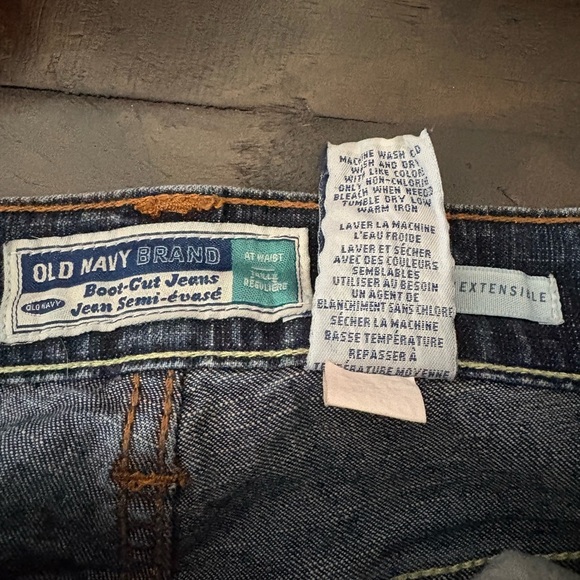 OLD NAVY BRAND
Boot-Cut Jeans
OLD NAVY
Jean Semi-évasé
AT WAIST
TAILLE
RÉGULIÈRE
MACHINE WASH
WASH AND DRY
LIKE COLORS
ONLY NON-CHLORINE
BLEACH WHEN NEEDED
TUMBLE DRY LOW
WARM IRON
LAVER LA MACHINE
L'EAU FROIDE
LAVER ET SÉCHER
AVEC DES COULEURS
SEMBLABLES
UTILISER AU BESOIN
UN AGENT DE
BLANCHIMENT SANS CHLORE
SÉCHER LA MACHINE
BASSE TEMPÉRATURE
REPASSER À
TEMPÉRATURE MOYENNE
EXTENSIBLE